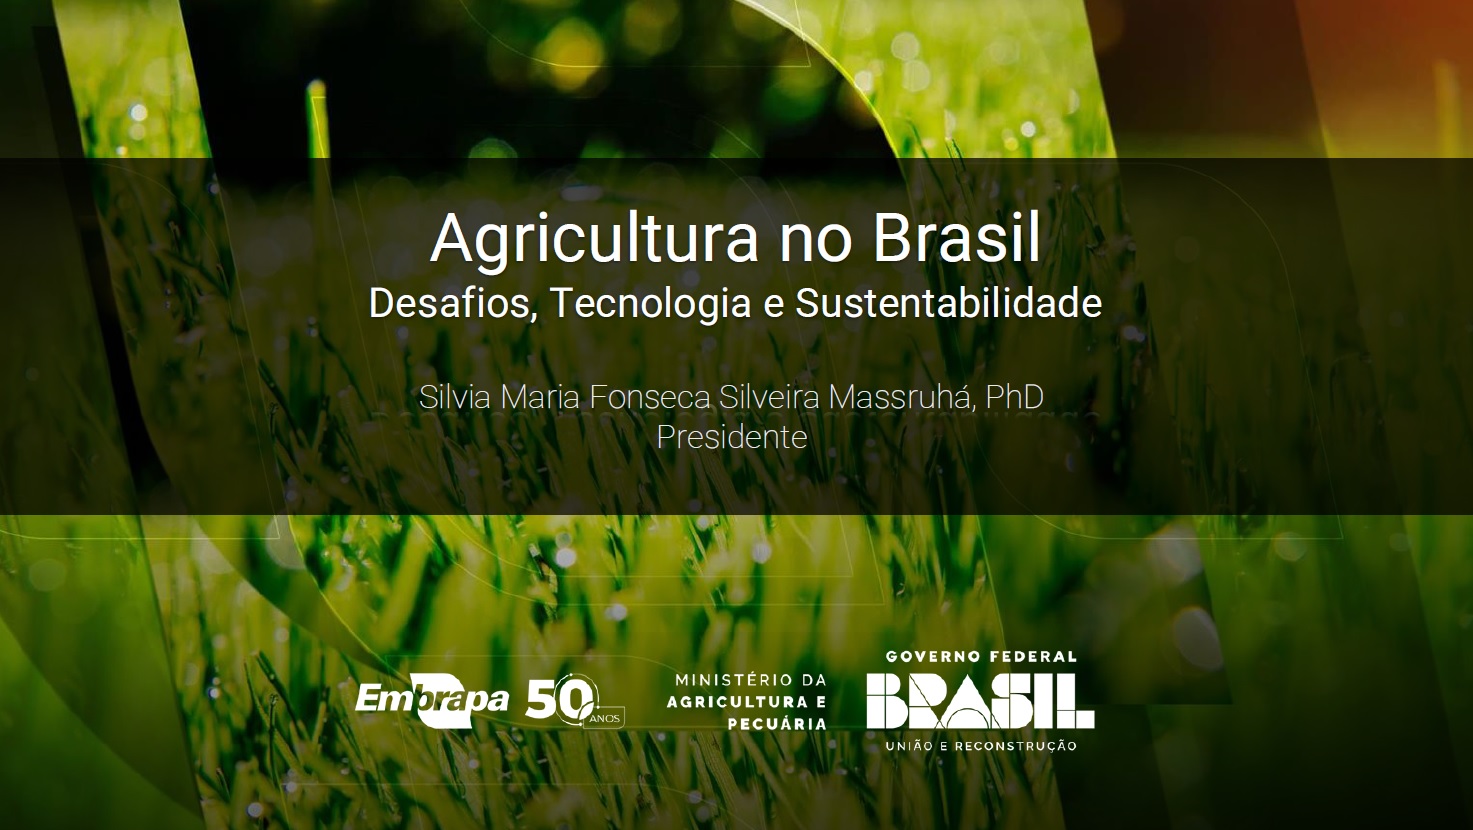 Agricultura no Brasil
Desafios, Tecnologia e Sustentabilidade
Silvia Maria Fonseca Silveira Massruhá, PhD
Presidente
Embrapa 50 ANOS
MINISTÉRIO DA
AGRICULTURA E
PECUÁRIA
GOVERNO FEDERAL
BRASIL
UNIÃO E RECONSTRUÇÃO